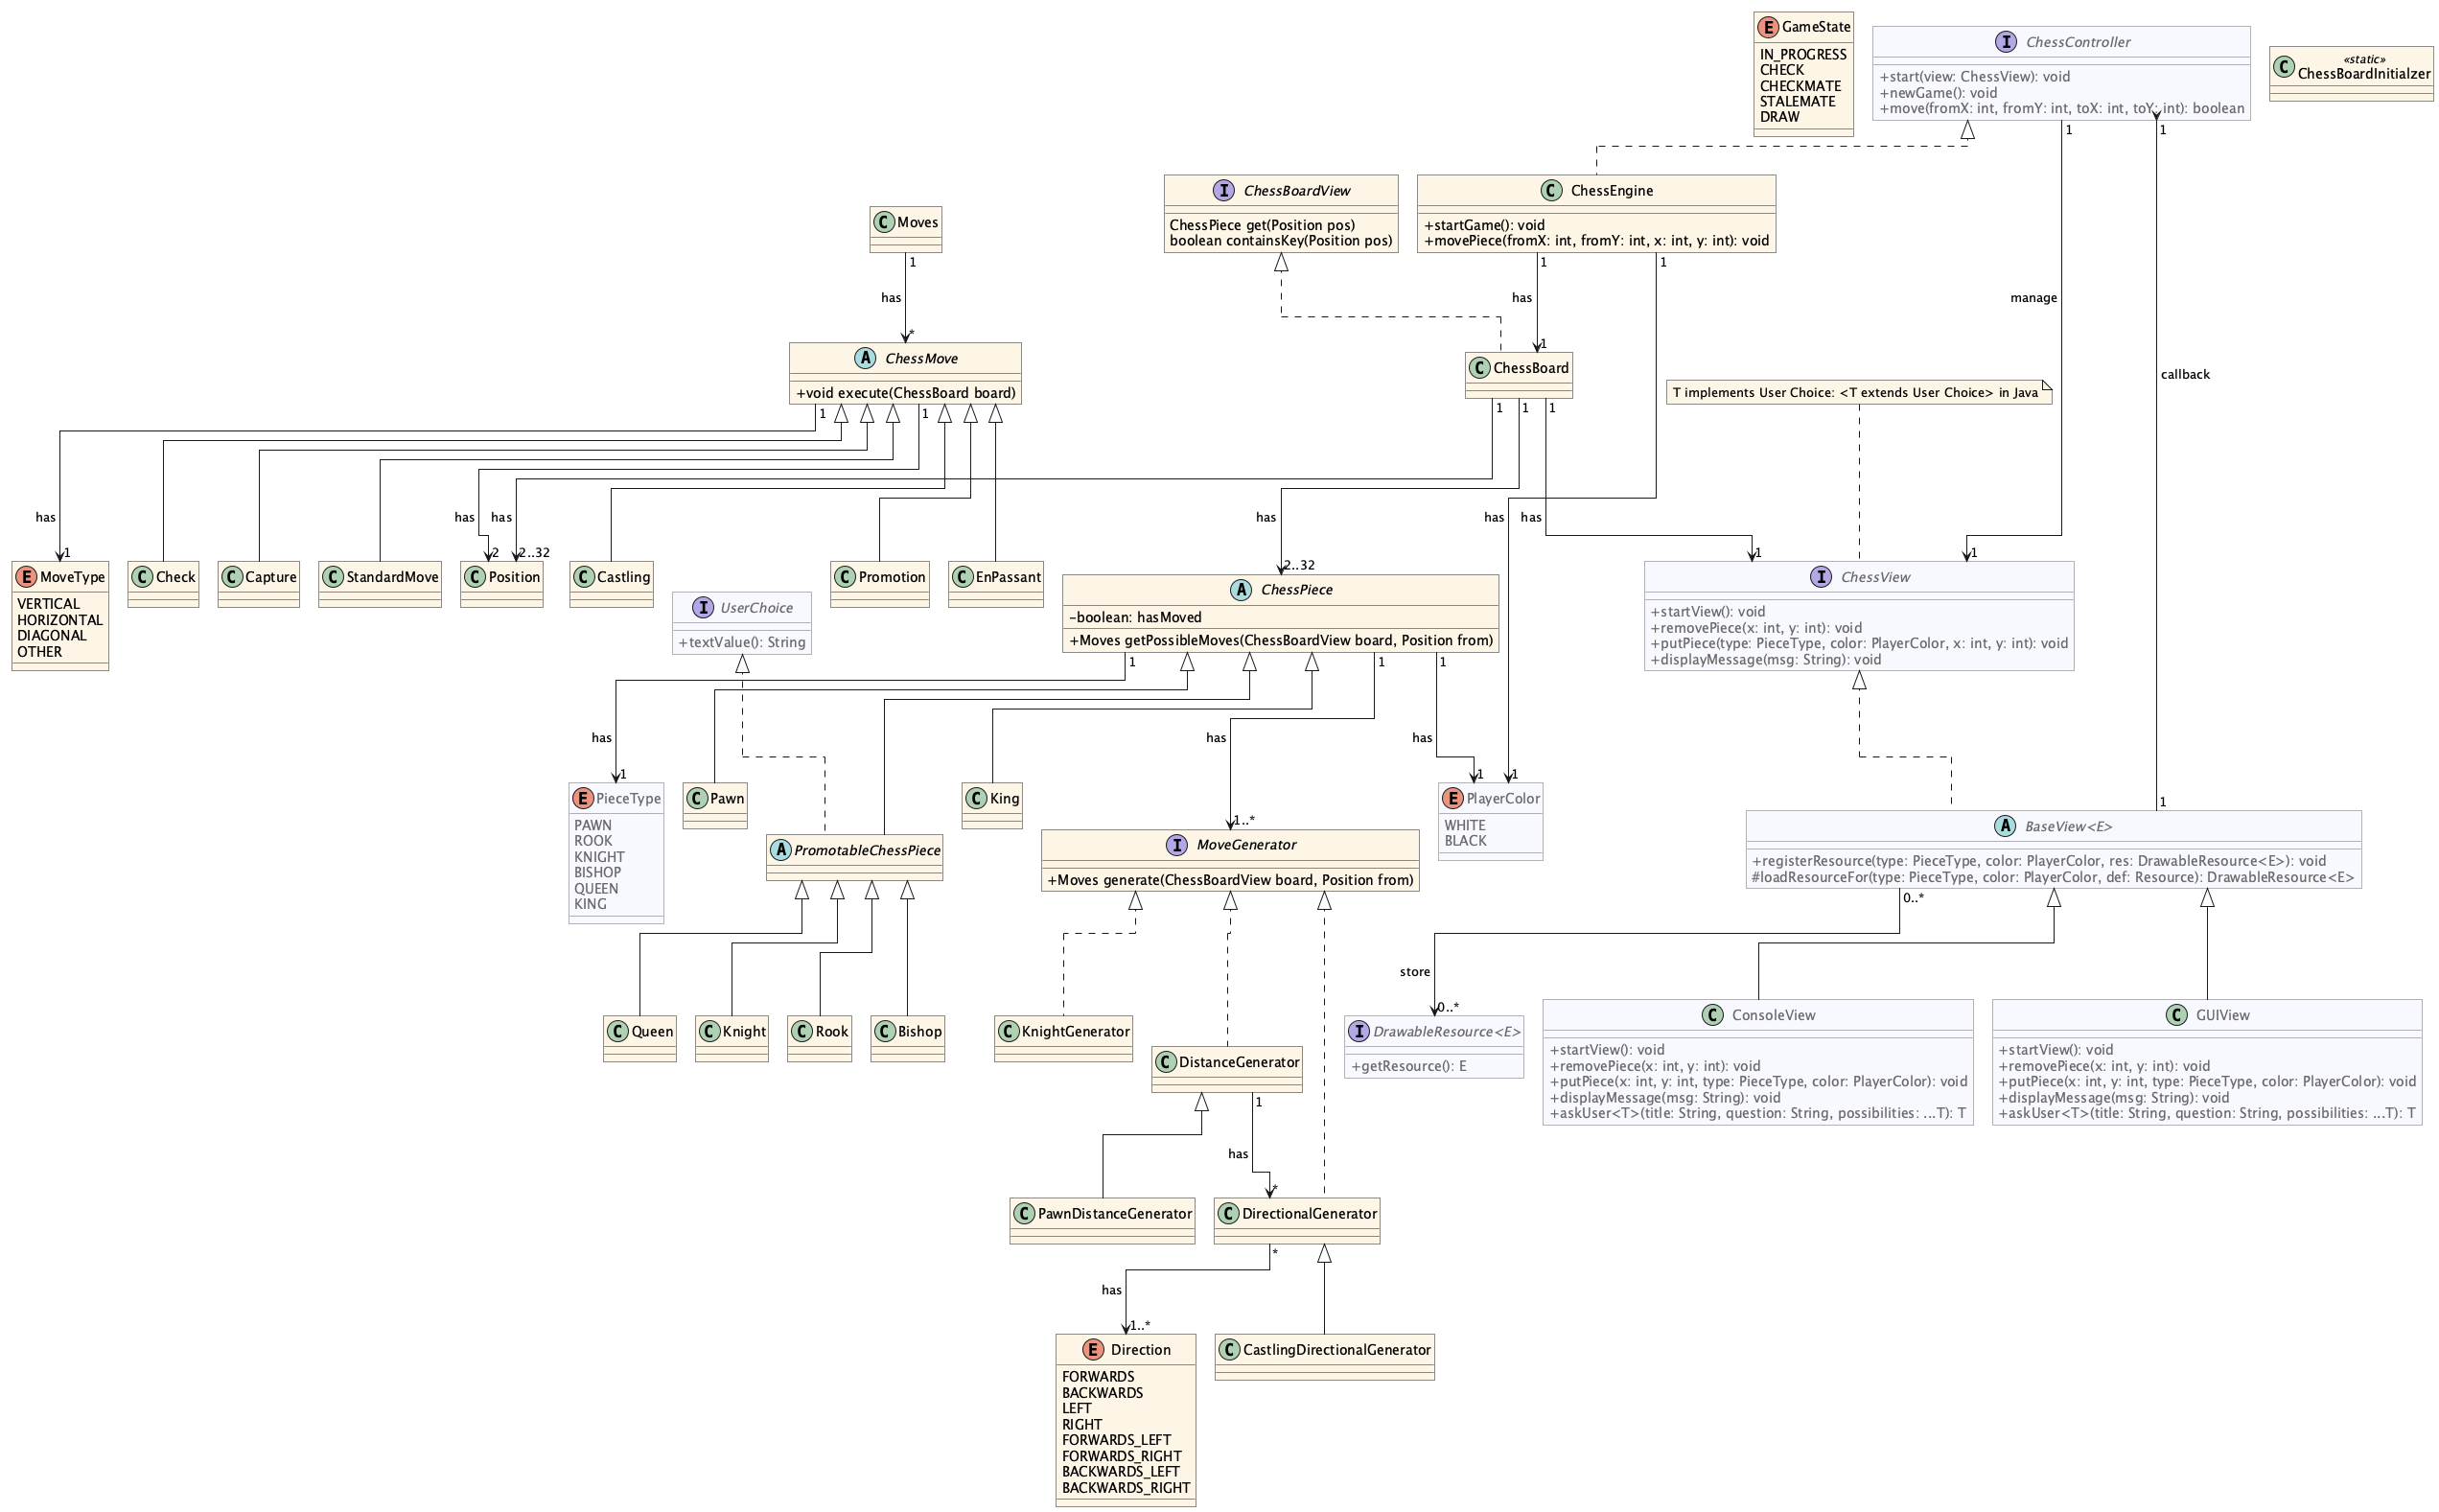 E GameState
IN_PROGRESS
CHECK
CHECKMATE
STALEMATE
DRAW
I ChessController
+start(view: ChessView): void
+newGame(): void
+move(fromX: int, fromY: int, toX: int, toY: int): boolean
1
1
C «static»
ChessBoardInitialzer
I ChessBoardView
ChessPiece get(Position pos)
boolean containsKey(Position pos)
C ChessEngine
+startGame(): void
+movePiece(fromX: int, fromY: int, x: int, y: int): void
1
1
C Moves
1
has
*
has
1
manage
callback
A ChessMove
+void execute(ChessBoard board)
1
1
C ChessBoard
1
1
1
T implements User Choice: <T extends User Choice> in Java
has
1
has
2
has
2..32
has
2..32
has
1
has
1
1
E MoveType
VERTICAL
HORIZONTAL
DIAGONAL
OTHER
C Check
C Capture
C StandardMove
C Position
C Castling
C Promotion
C EnPassant
I UserChoice
+textValue(): String
A ChessPiece
-boolean: hasMoved
+Moves getPossibleMoves(ChessBoardView board, Position from)
1
1
1
I ChessView
+startView(): void
+removePiece(x: int, y: int): void
+putPiece(type: PieceType, color: PlayerColor, x: int, y: int): void
+displayMessage(msg: String): void
has
1
has
1..*
has
1
1
E PieceType
PAWN
ROOK
KNIGHT
BISHOP
QUEEN
KING
C Pawn
A PromotableChessPiece
C King
I MoveGenerator
+Moves generate(ChessBoardView board, Position from)
E PlayerColor
WHITE
BLACK
A BaseView<E>
+registerResource(type: PieceType, color: PlayerColor, res: DrawableResource<E>): void
#loadResourceFor(type: PieceType, color: PlayerColor, def: Resource): DrawableResource<E>
0..*
store
0..*
C Queen
C Knight
C Rook
C Bishop
C KnightGenerator
C DistanceGenerator
1
I DrawableResource<E>
+getResource(): E
C ConsoleView
+startView(): void
+removePiece(x: int, y: int): void
+putPiece(x: int, y: int, type: PieceType, color: PlayerColor): void
+displayMessage(msg: String): void
+askUser<T>(title: String, question: String, possibilities: ...T): T
C GUIView
+startView(): void
+removePiece(x: int, y: int): void
+putPiece(x: int, y: int, type: PieceType, color: PlayerColor): void
+displayMessage(msg: String): void
+askUser<T>(title: String, question: String, possibilities: ...T): T
has
*
C PawnDistanceGenerator
C DirectionalGenerator
*
has
1..*
E Direction
FORWARDS
BACKWARDS
LEFT
RIGHT
FORWARDS_LEFT
FORWARDS_RIGHT
BACKWARDS_LEFT
BACKWARDS_RIGHT
C CastlingDirectionalGenerator